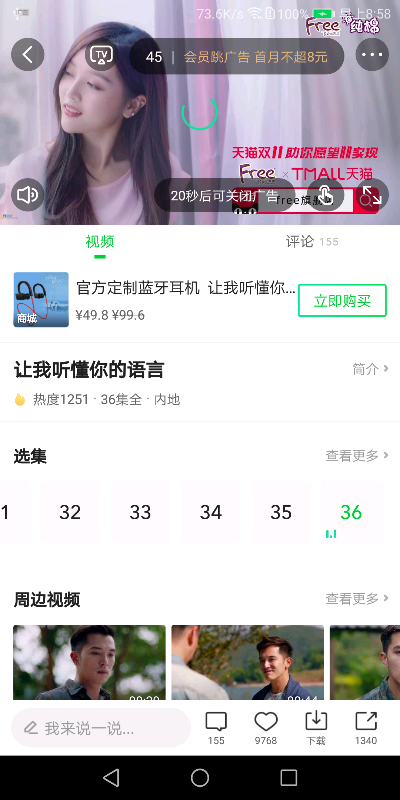 73.6K/s 100% 早上8:58
Free 纯棉
TV
45 | 会员跳广告 首月不超8元
天猫双11 助你愿望11实现
Free × TMALL天猫
20秒后可关闭广告
Free旗舰店
视频 评论 155
官方定制蓝牙耳机 让我听懂你...
商城
¥49.8 ¥99.6
立即购买
让我听懂你的语言 简介
热度1251 · 36集全 · 内地
选集 查看更多
1 32 33 34 35 36
周边视频 查看更多
我来说一说...
155 9768 下载 1340